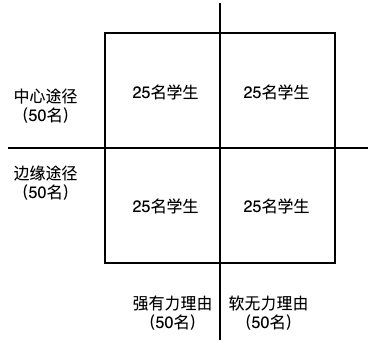 中心途径
（50名）
25名学生
25名学生
边缘途径
（50名）
25名学生
25名学生
强有力理由
（50名）
软无力理由
（50名）